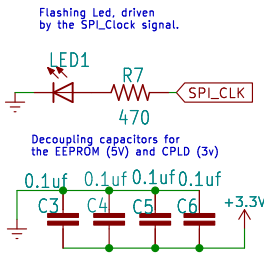 Flashing Led, driven
by the SPI_Clock signal.
LED1
R7
470
SPI_CLK
Decoupling capacitors for
the EEPROM (5V) and CPLD (3v)
0.1uf 0.1uf 0.1uf 0.1uf
C3 C4 C5 C6
+3.3V